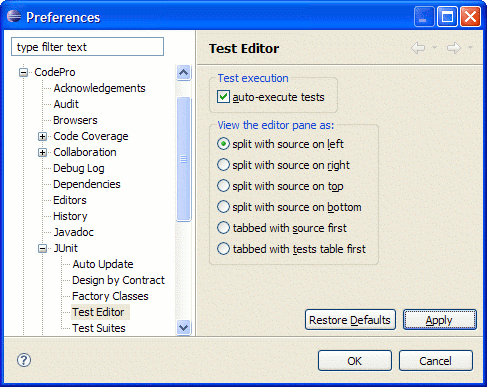 Preferences
type filter text
CodePro
Acknowledgements
Audit
Browsers
Code Coverage
Collaboration
Debug Log
Dependencies
Editors
History
Javadoc
JUnit
Auto Update
Design by Contract
Factory Classes
Test Editor
Test Suites
Test Editor
Test execution
auto-execute tests
View the editor pane as:
split with source on left
split with source on right
split with source on top
split with source on bottom
tabbed with source first
tabbed with tests table first
Restore Defaults
Apply
OK
Cancel